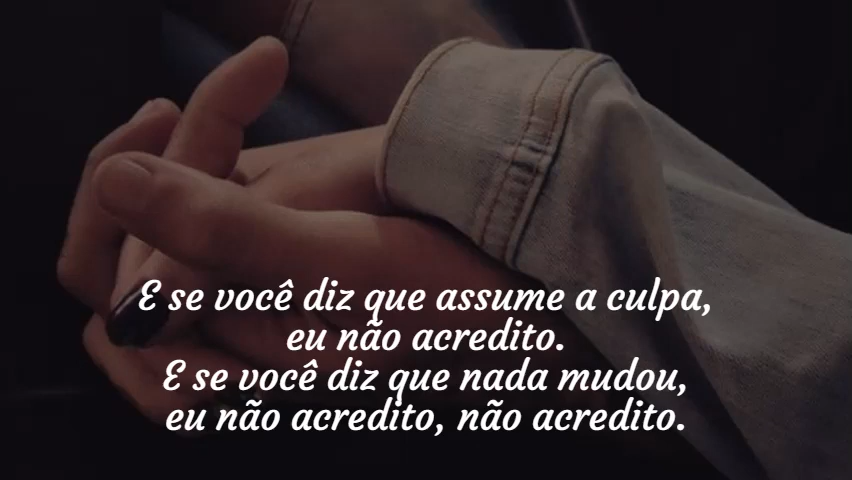 E se você diz que assume a culpa,
eu não acredito.
E se você diz que nada mudou,
eu não acredito, não acredito.